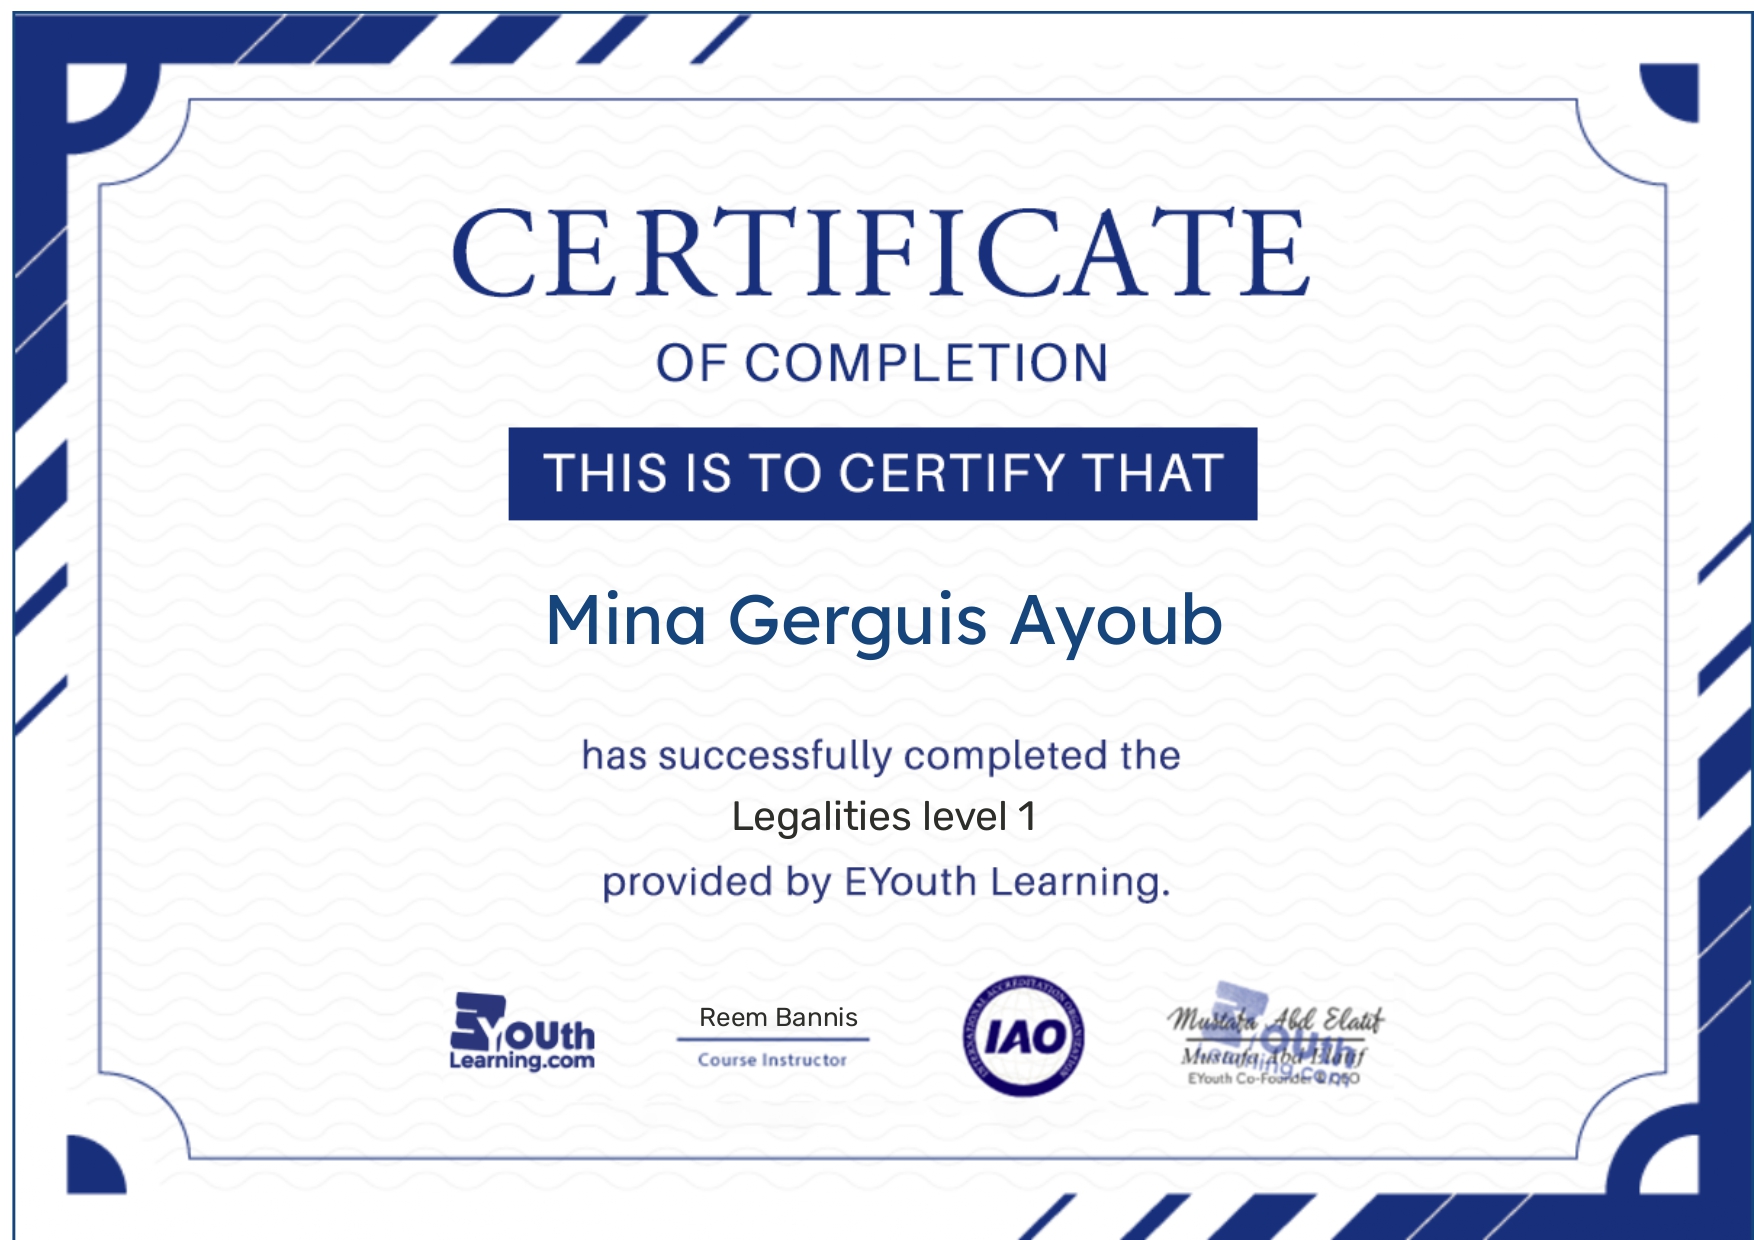 CERTIFICATE
OF COMPLETION
THIS IS TO CERTIFY THAT
Mina Gerguis Ayoub
has successfully completed the
Legalities level 1
provided by EYouth Learning.
EYouth
Learning.com
Reem Bannis
Course Instructor
INTERNATIONAL ACCREDITATION ORGANIZATION
IAO
Mustafa Abd Elatif
Mustafa Abd Elatif
EYouth Co-Founder & CSO